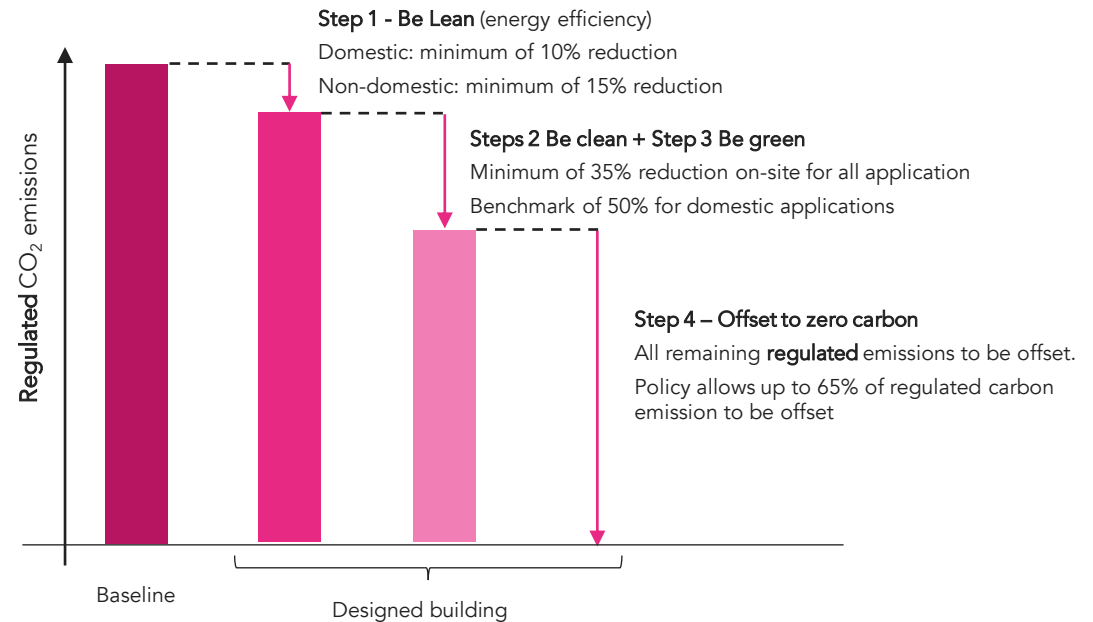 Step 1 - Be Lean (energy efficiency)
Domestic: minimum of 10% reduction
Non-domestic: minimum of 15% reduction
Steps 2 Be clean + Step 3 Be green
Minimum of 35% reduction on-site for all application
Benchmark of 50% for domestic applications
Regulated CO₂ emissions
Step 4 – Offset to zero carbon
All remaining regulated emissions to be offset.
Policy allows up to 65% of regulated carbon
emission to be offset
Baseline
Designed building